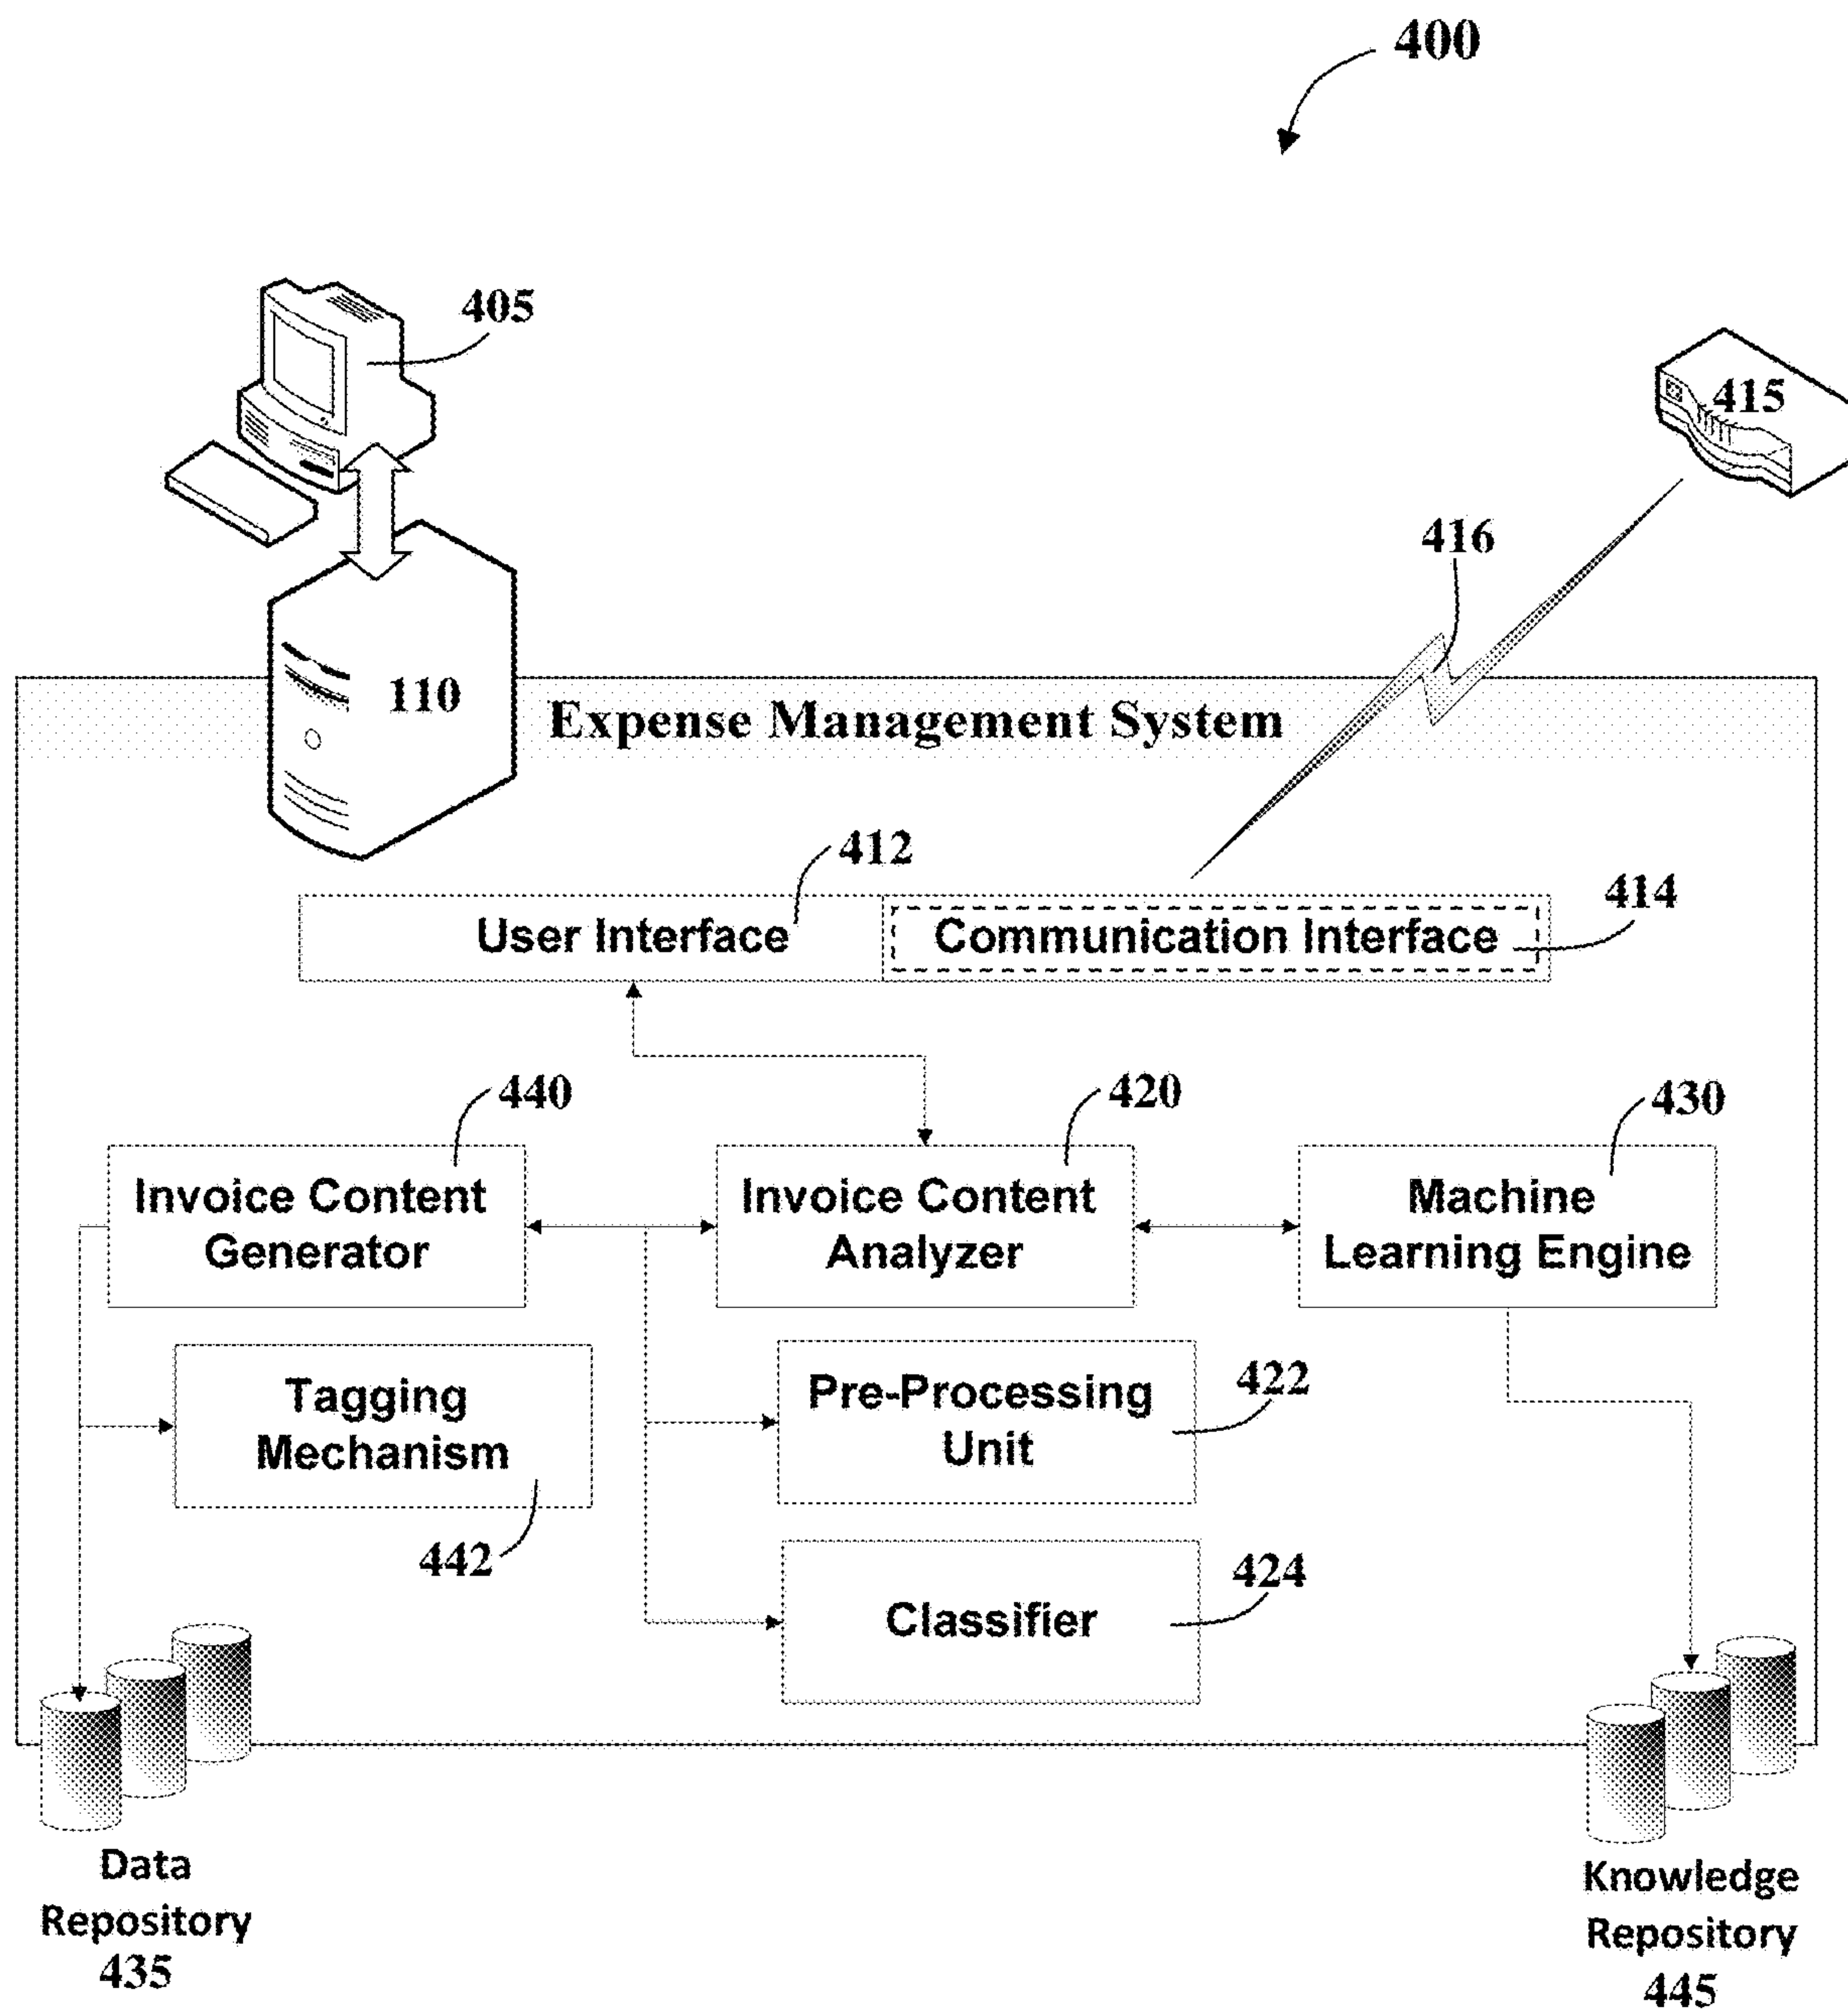 400
405
415
416
110
Expense Management System
412
414
User Interface
Communication Interface
440
420
430
Invoice Content
Generator
Invoice Content
Analyzer
Machine
Learning Engine
Tagging
Mechanism
442
Pre-Processing
Unit
422
Classifier
424
Data
Repository
435
Knowledge
Repository
445